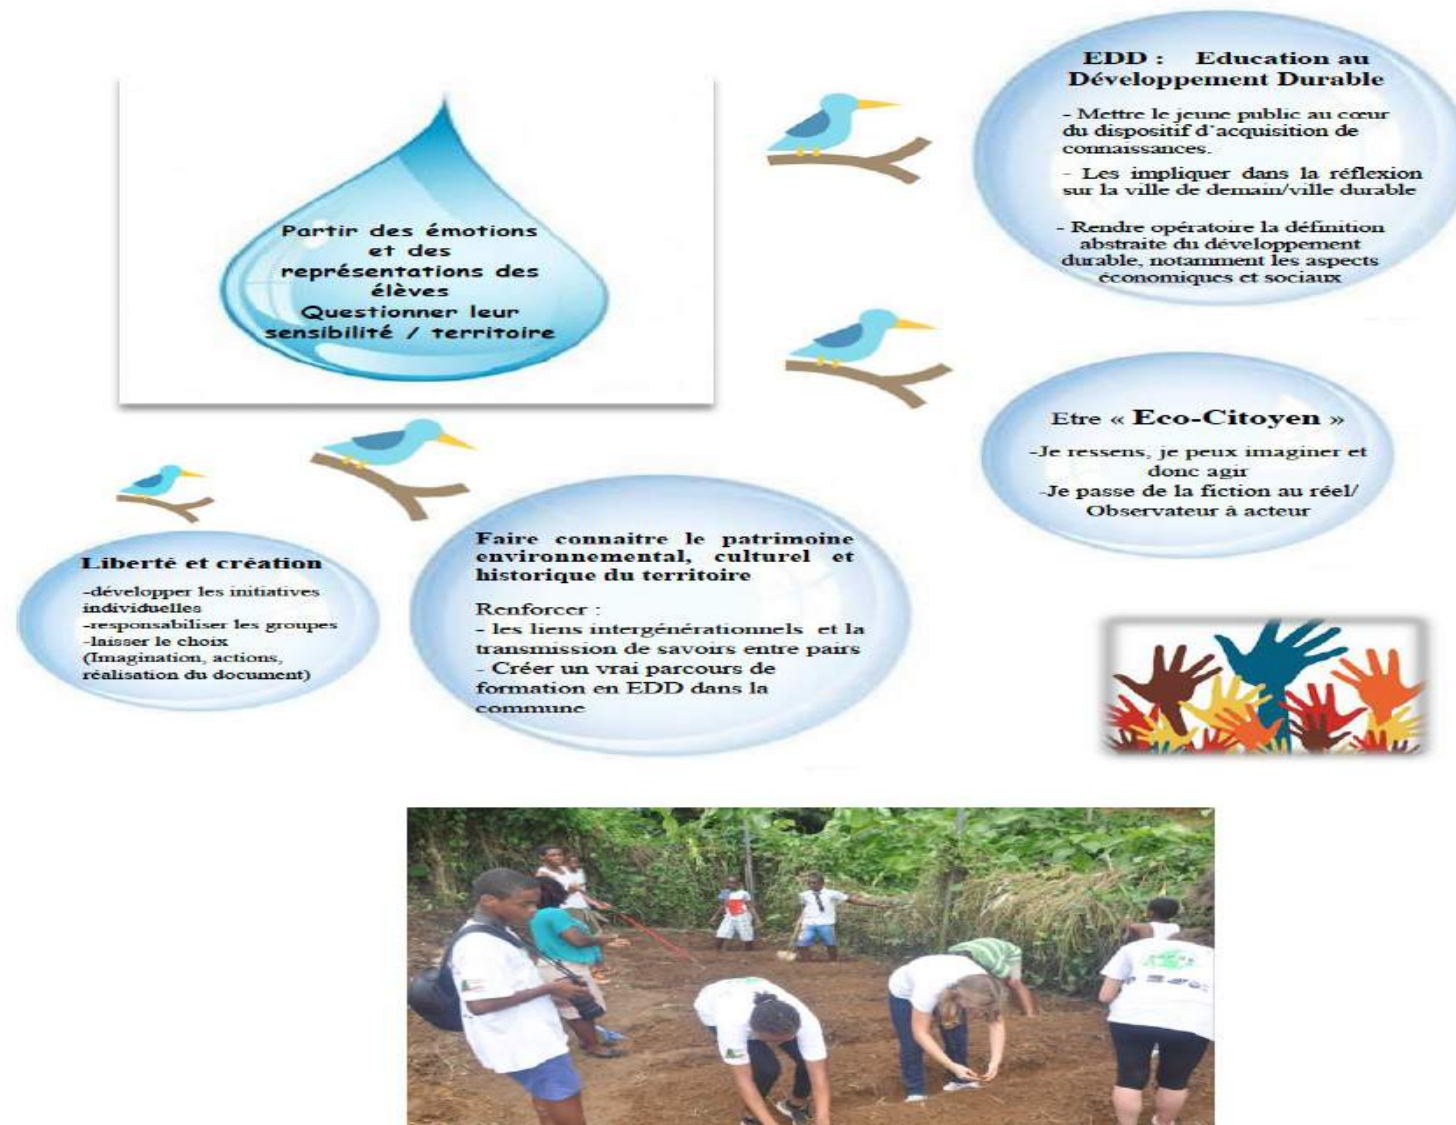 Partir des émotions
et des
représentations des
élèves
Questionner leur
sensibilité / territoire
EDD : Education au
Développement Durable
- Mettre le jeune public au cœur
du dispositif d'acquisition de
connaissances.
- Les impliquer dans la réflexion
sur la ville de demain/ville durable
- Rendre opératoire la définition
abstraite du développement
durable, notamment les aspects
économiques et sociaux
Etre « Eco-Citoyen »
-Je ressens, je peux imaginer et
donc agir
-Je passe de la fiction au réel/
Observateur à acteur
Liberté et création
-développer les initiatives
individuelles
-responsabiliser les groupes
-laisser le choix
(Imagination, actions,
réalisation du document)
Faire connaitre le patrimoine
environnemental, culturel et
historique du territoire
Renforcer :
- les liens intergénérationnels et la
transmission de savoirs entre pairs
- Créer un vrai parcours de
formation en EDD dans la
commune